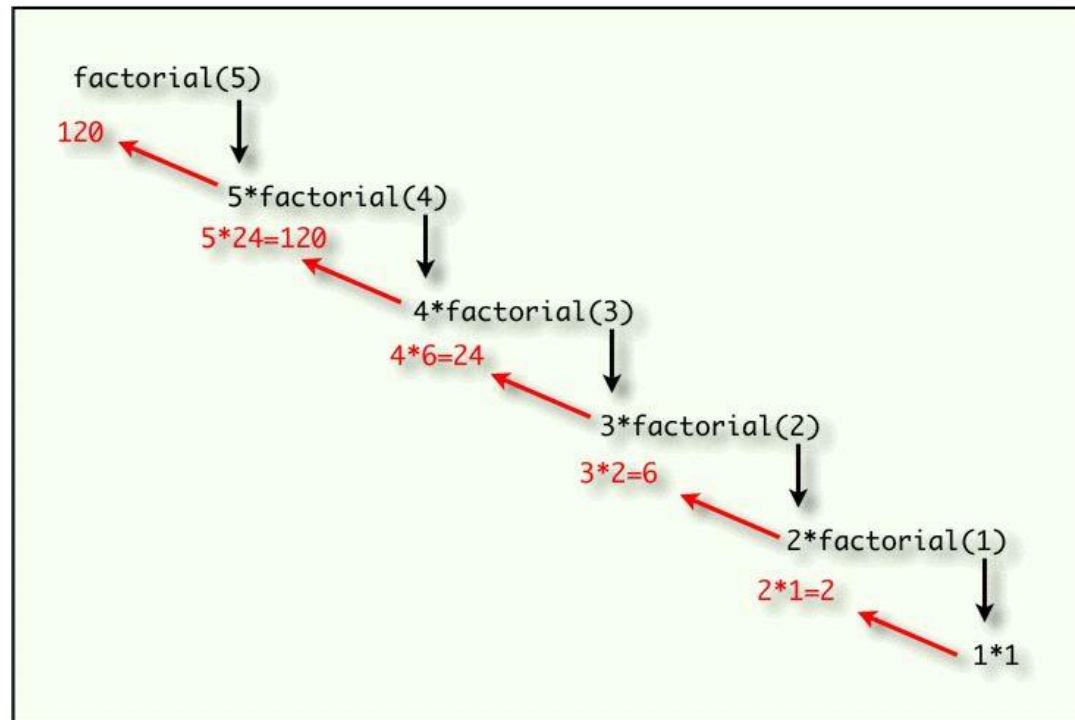 factorial(5)
120
5*factorial(4)
5*24=120
4*factorial(3)
4*6=24
3*factorial(2)
3*2=6
2*factorial(1)
2*1=2
1*1